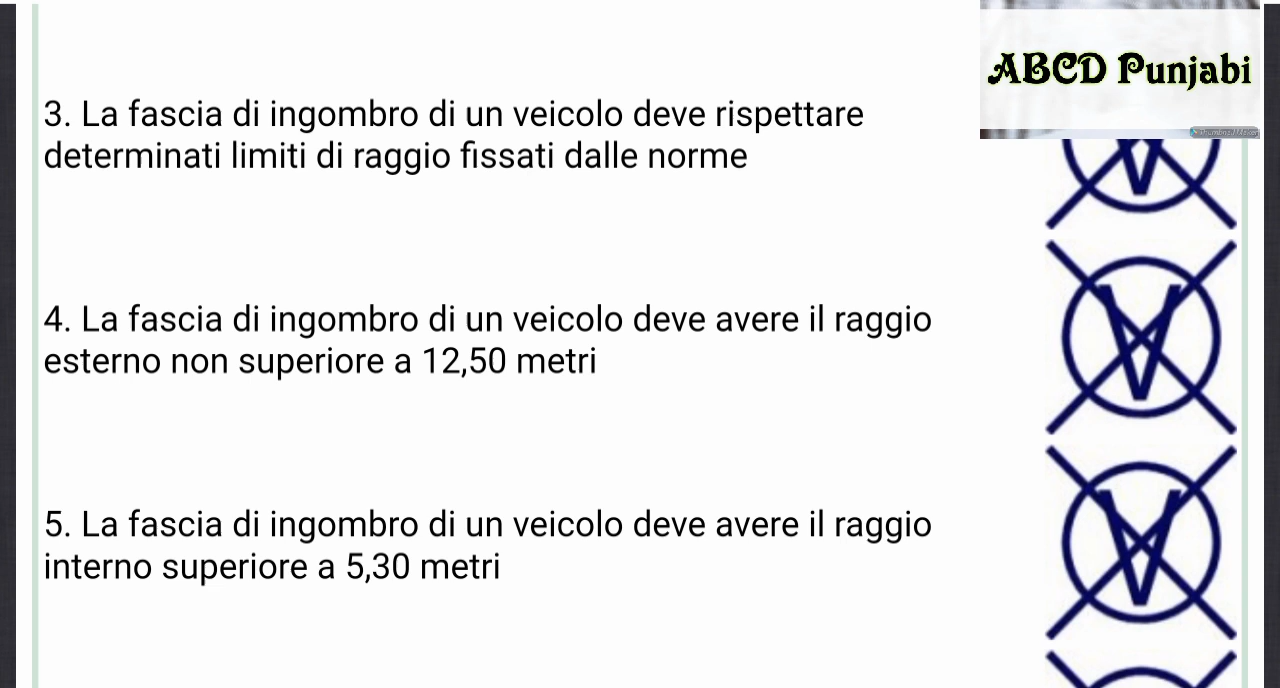 ABCD Punjabi
3. La fascia di ingombro di un veicolo deve rispettare
determinati limiti di raggio fissati dalle norme
V
4. La fascia di ingombro di un veicolo deve avere il raggio
esterno non superiore a 12,50 metri
V
5. La fascia di ingombro di un veicolo deve avere il raggio
interno superiore a 5,30 metri
V